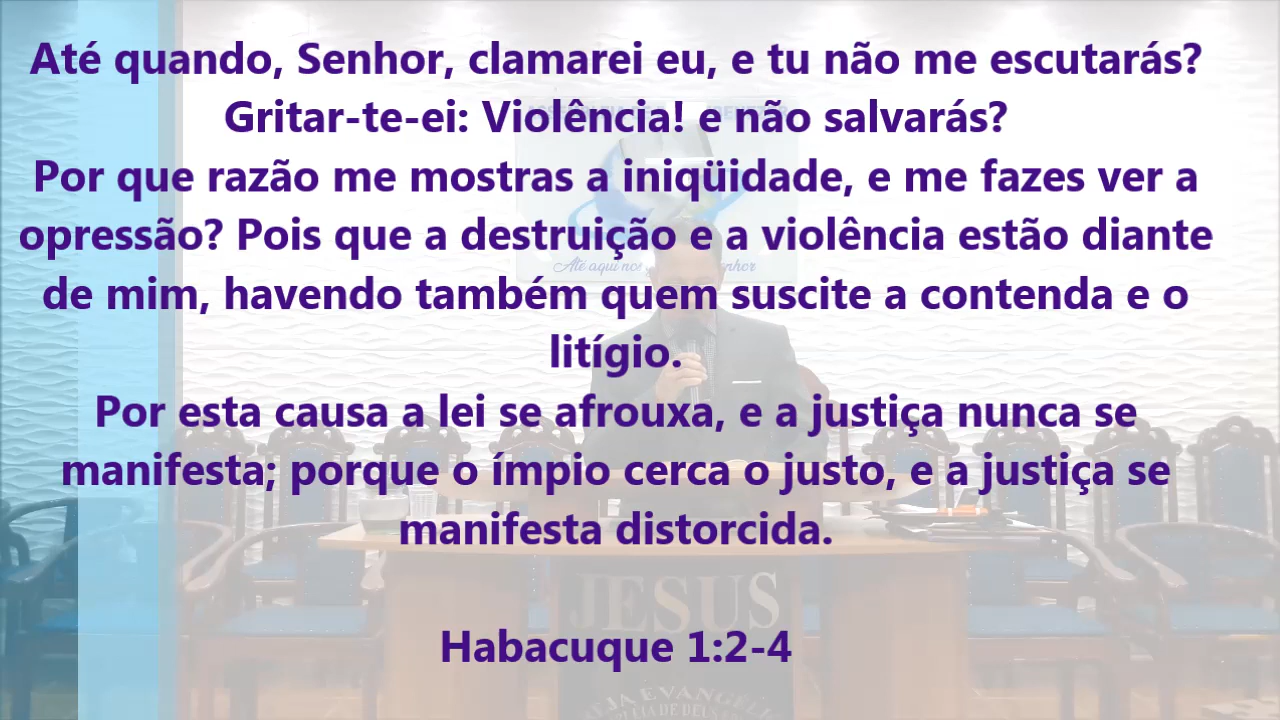 Até quando, Senhor, clamarei eu, e tu não me escutarás?
Gritar-te-ei: Violência! e não salvarás?
Por que razão me mostras a iniqüidade, e me fazes ver a
opressão? Pois que a destruição e a violência estão diante
de mim, havendo também quem suscite a contenda e o
litígio.
Por esta causa a lei se afrouxa, e a justiça nunca se
manifesta; porque o ímpio cerca o justo, e a justiça se
manifesta distorcida.
Habacuque 1:2-4
Até aqui nos
JESUS